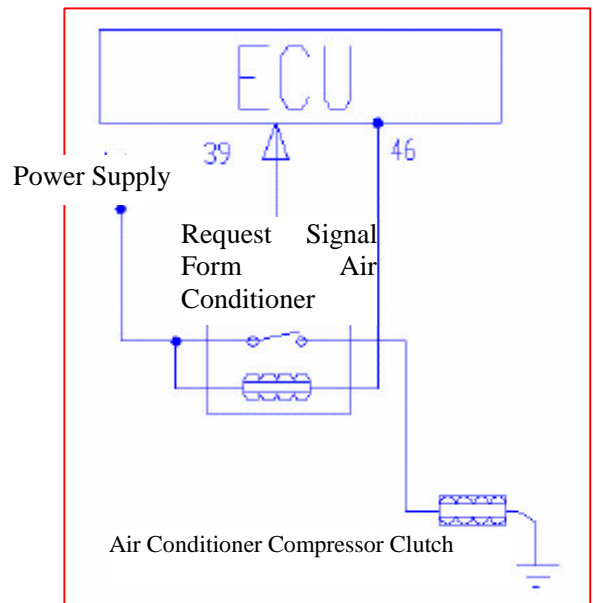 ECU
39
46
Power Supply
Request Signal
Form Air
Conditioner
Air Conditioner Compressor Clutch